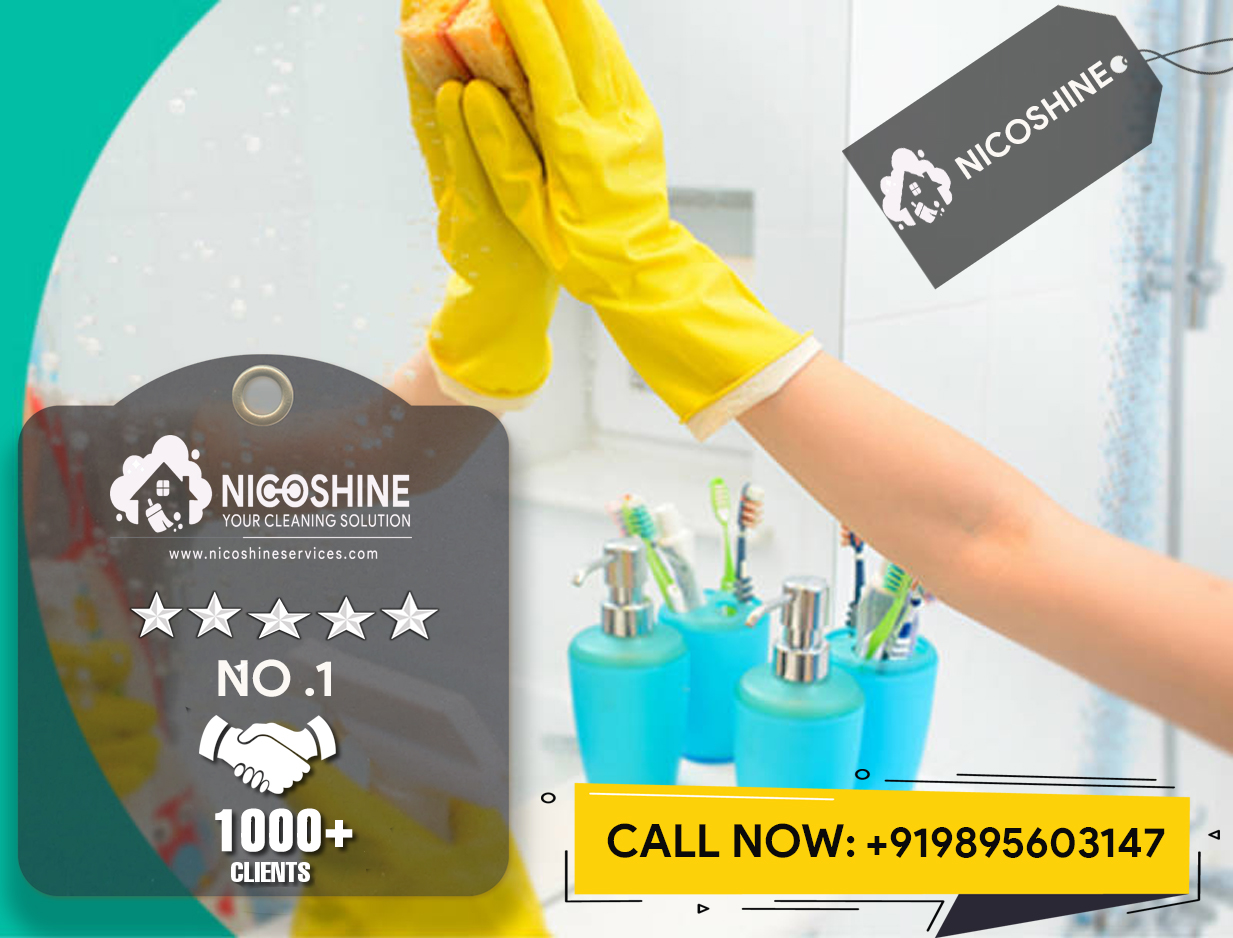 NICOSHINE
NICOSHINE
YOUR CLEANING SOLUTION
www.nicoshineservices.com
NO .1
1000+
CLIENTS
CALL NOW: +919895603147